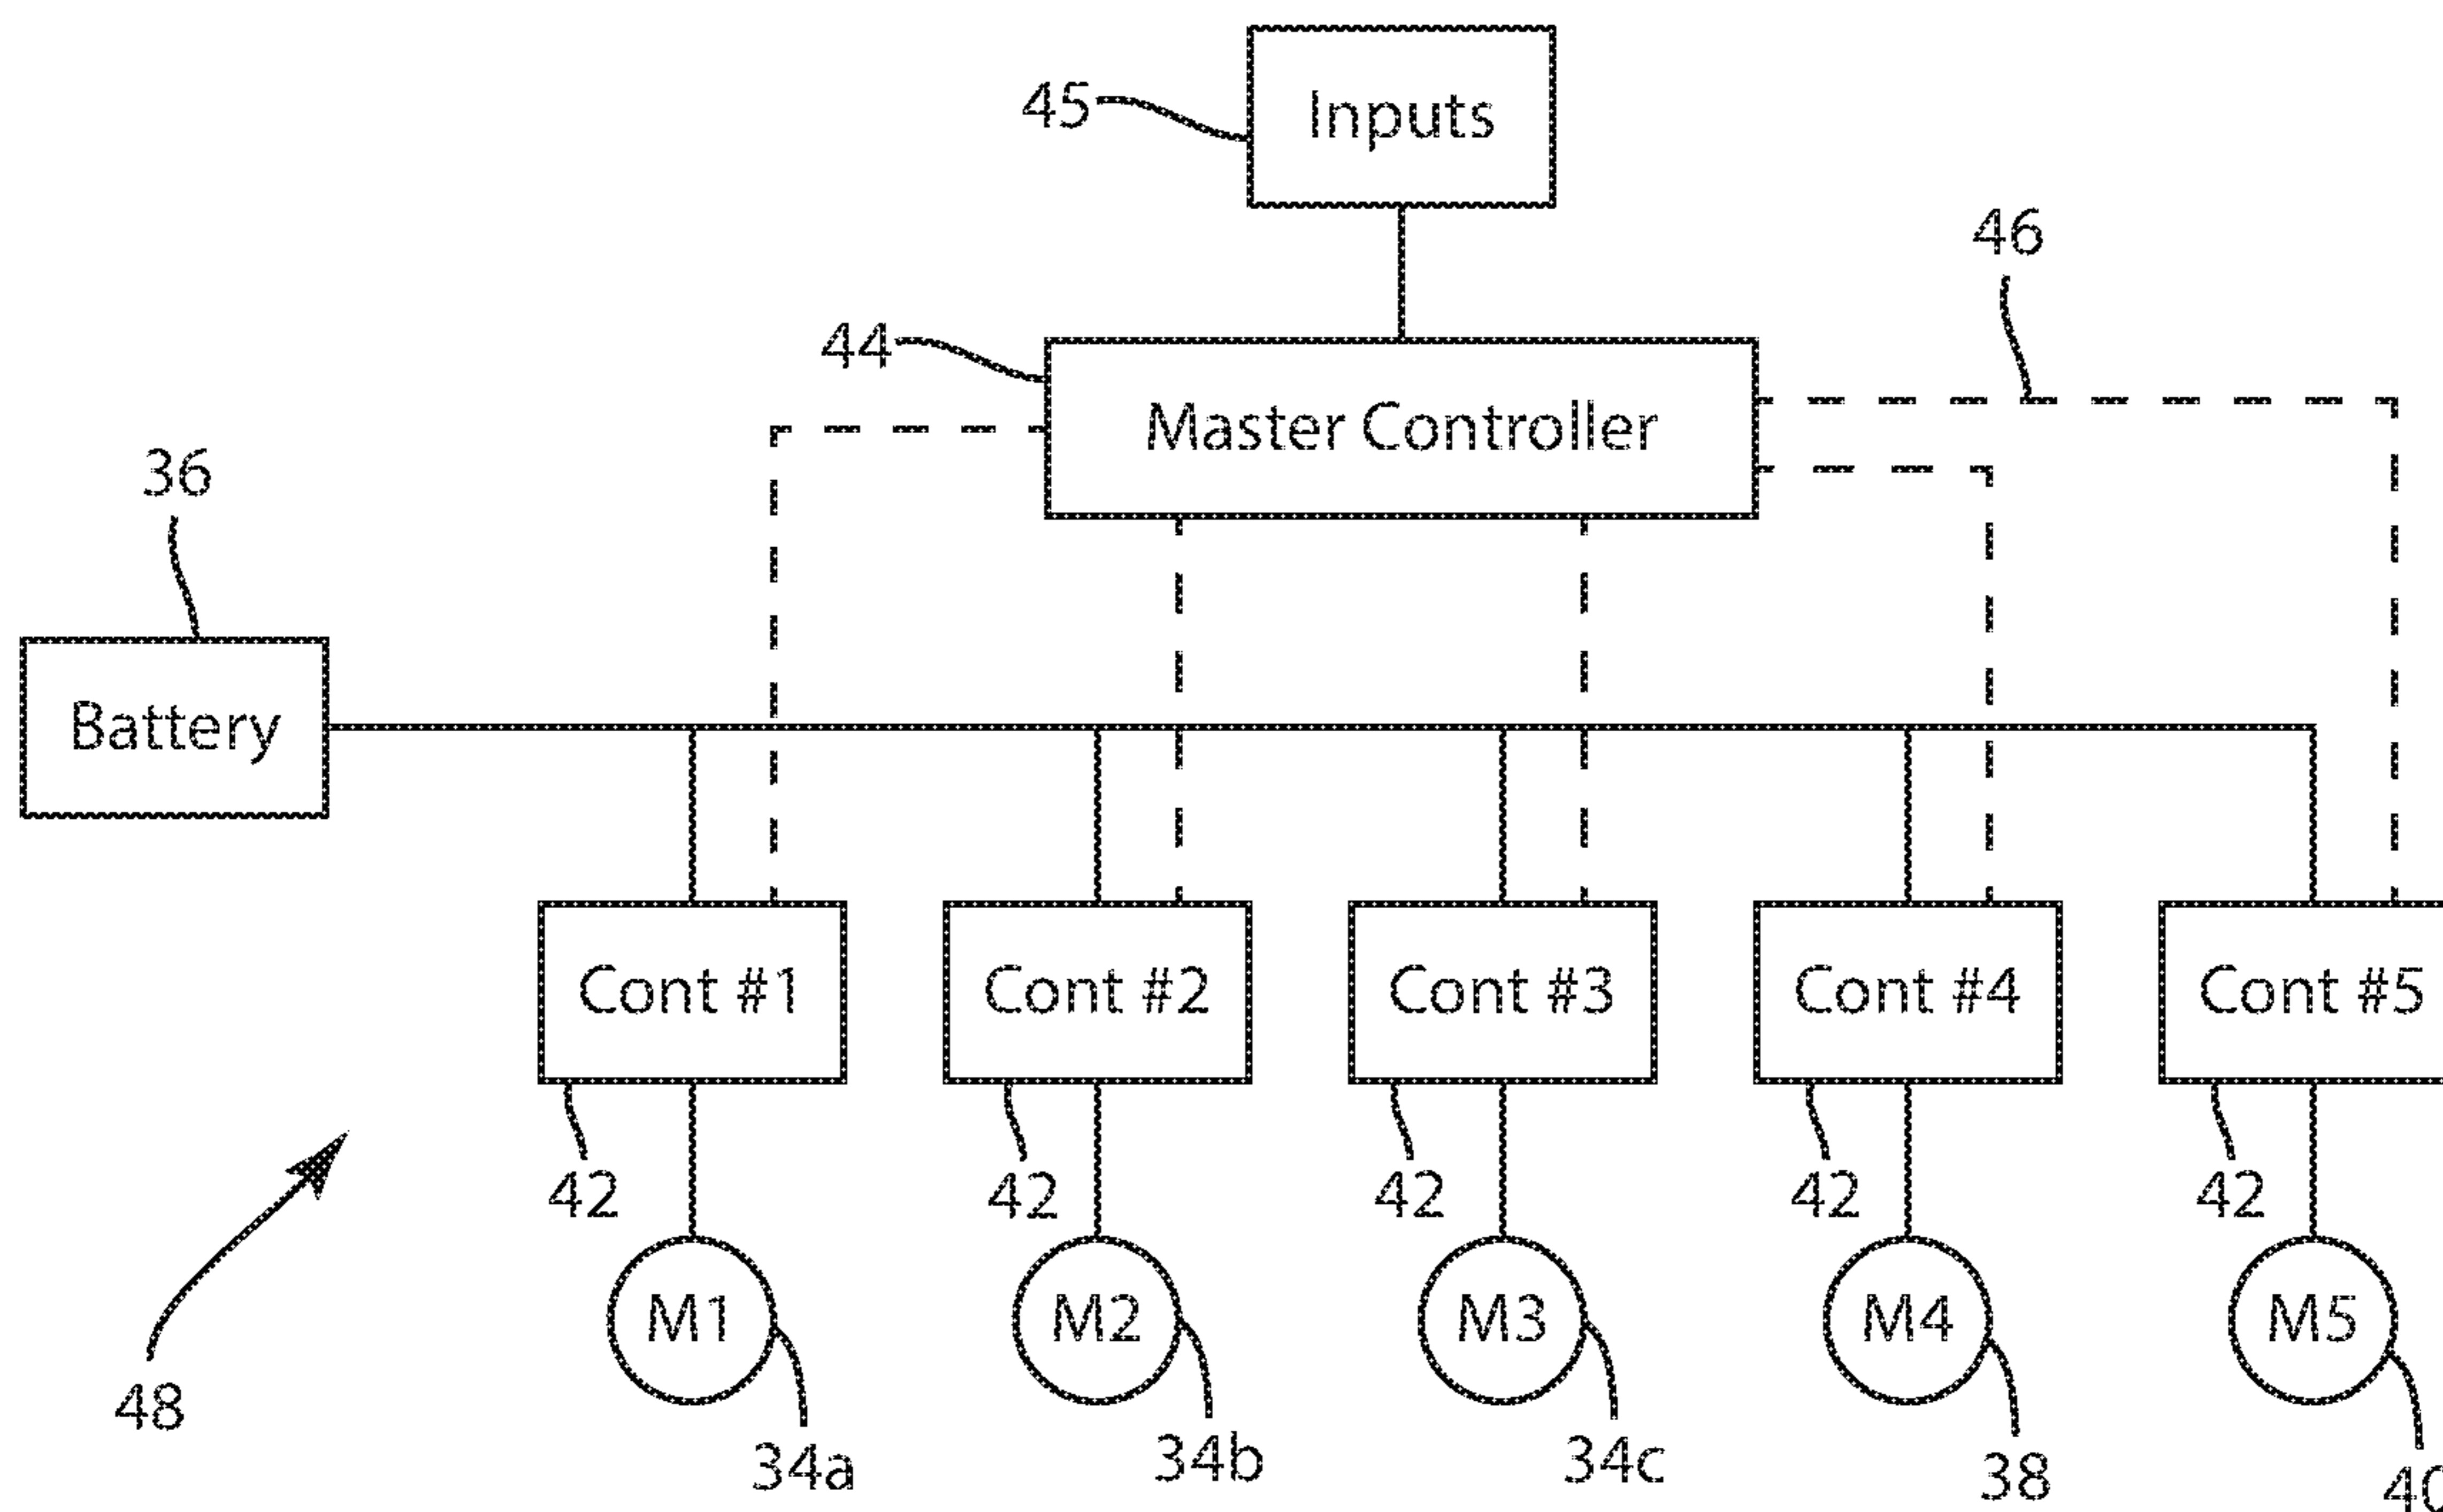 Inputs
45
46
44
Master Controller
36
Battery
Cont #1
Cont #2
Cont #3
Cont #4
Cont #5
42
42
42
42
42
M1
M2
M3
M4
M5
48
34a
34b
34c
38
40